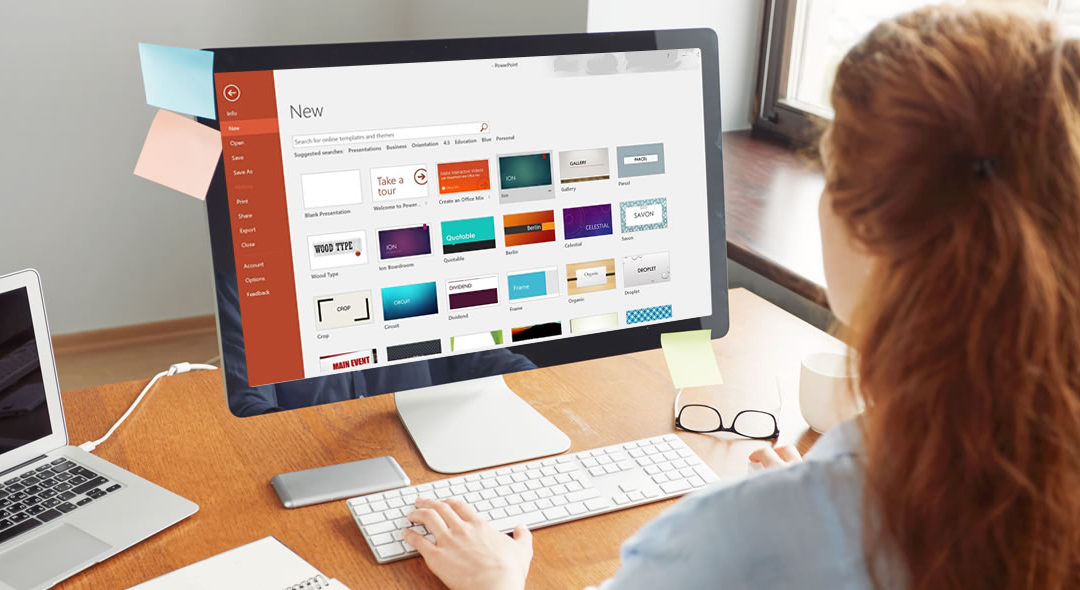 - PowerPoint
?
Info
New
Open
Save
Save As
Print
Share
Export
Close
Account
Options
Feedback
New
Search for online templates and themes
Suggested searches: Presentations Business Orientation 4:3 Education Blue Personal
Take a
tour
Make Interactive Videos
ION
GALLERY
PARCEL
Blank Presentation
Welcome to Power...
Create an Office Mix
Ion
Gallery
Parcel
WOOD TYPE
ION
Quotable
Berlin
CELESTIAL
SAVON
Wood Type
Ion Boardroom
Quotable
Berlin
Celestial
Savon
CROP
CIRCUIT
DIVIDEND
Frame
Organic
DROPLET
Crop
Circuit
Dividend
Frame
Organic
Droplet
MAIN EVENT